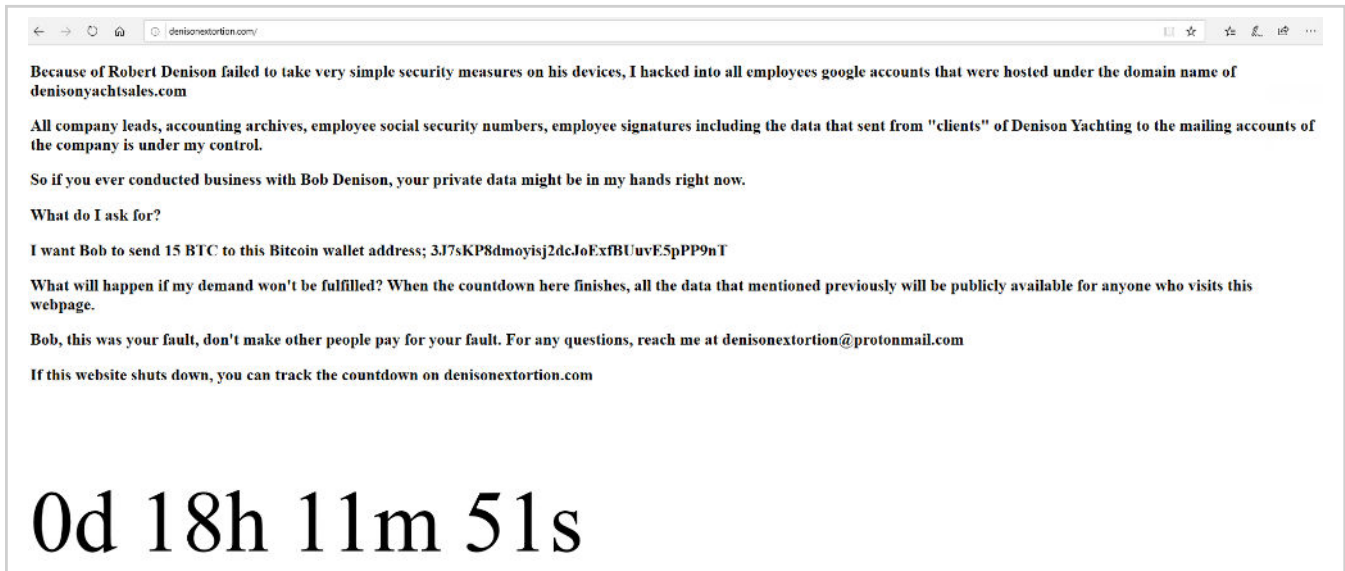 denisonextortion.com/
Because of Robert Denison failed to take very simple security measures on his devices, I hacked into all employees google accounts that were hosted under the domain name of
denisonyachtsales.com
All company leads, accounting archives, employee social security numbers, employee signatures including the data that sent from "clients" of Denison Yachting to the mailing accounts of
the company is under my control.
So if you ever conducted business with Bob Denison, your private data might be in my hands right now.
What do I ask for?
I want Bob to send 15 BTC to this Bitcoin wallet address; 3J7sKP8dmoyisj2dcJoExfBUuvE5pPP9nT
What will happen if my demand won't be fulfilled? When the countdown here finishes, all the data that mentioned previously will be publicly available for anyone who visits this
webpage.
Bob, this was your fault, don't make other people pay for your fault. For any questions, reach me at denisonextortion@protonmail.com
If this website shuts down, you can track the countdown on denisonextortion.com
0d 18h 11m 51s